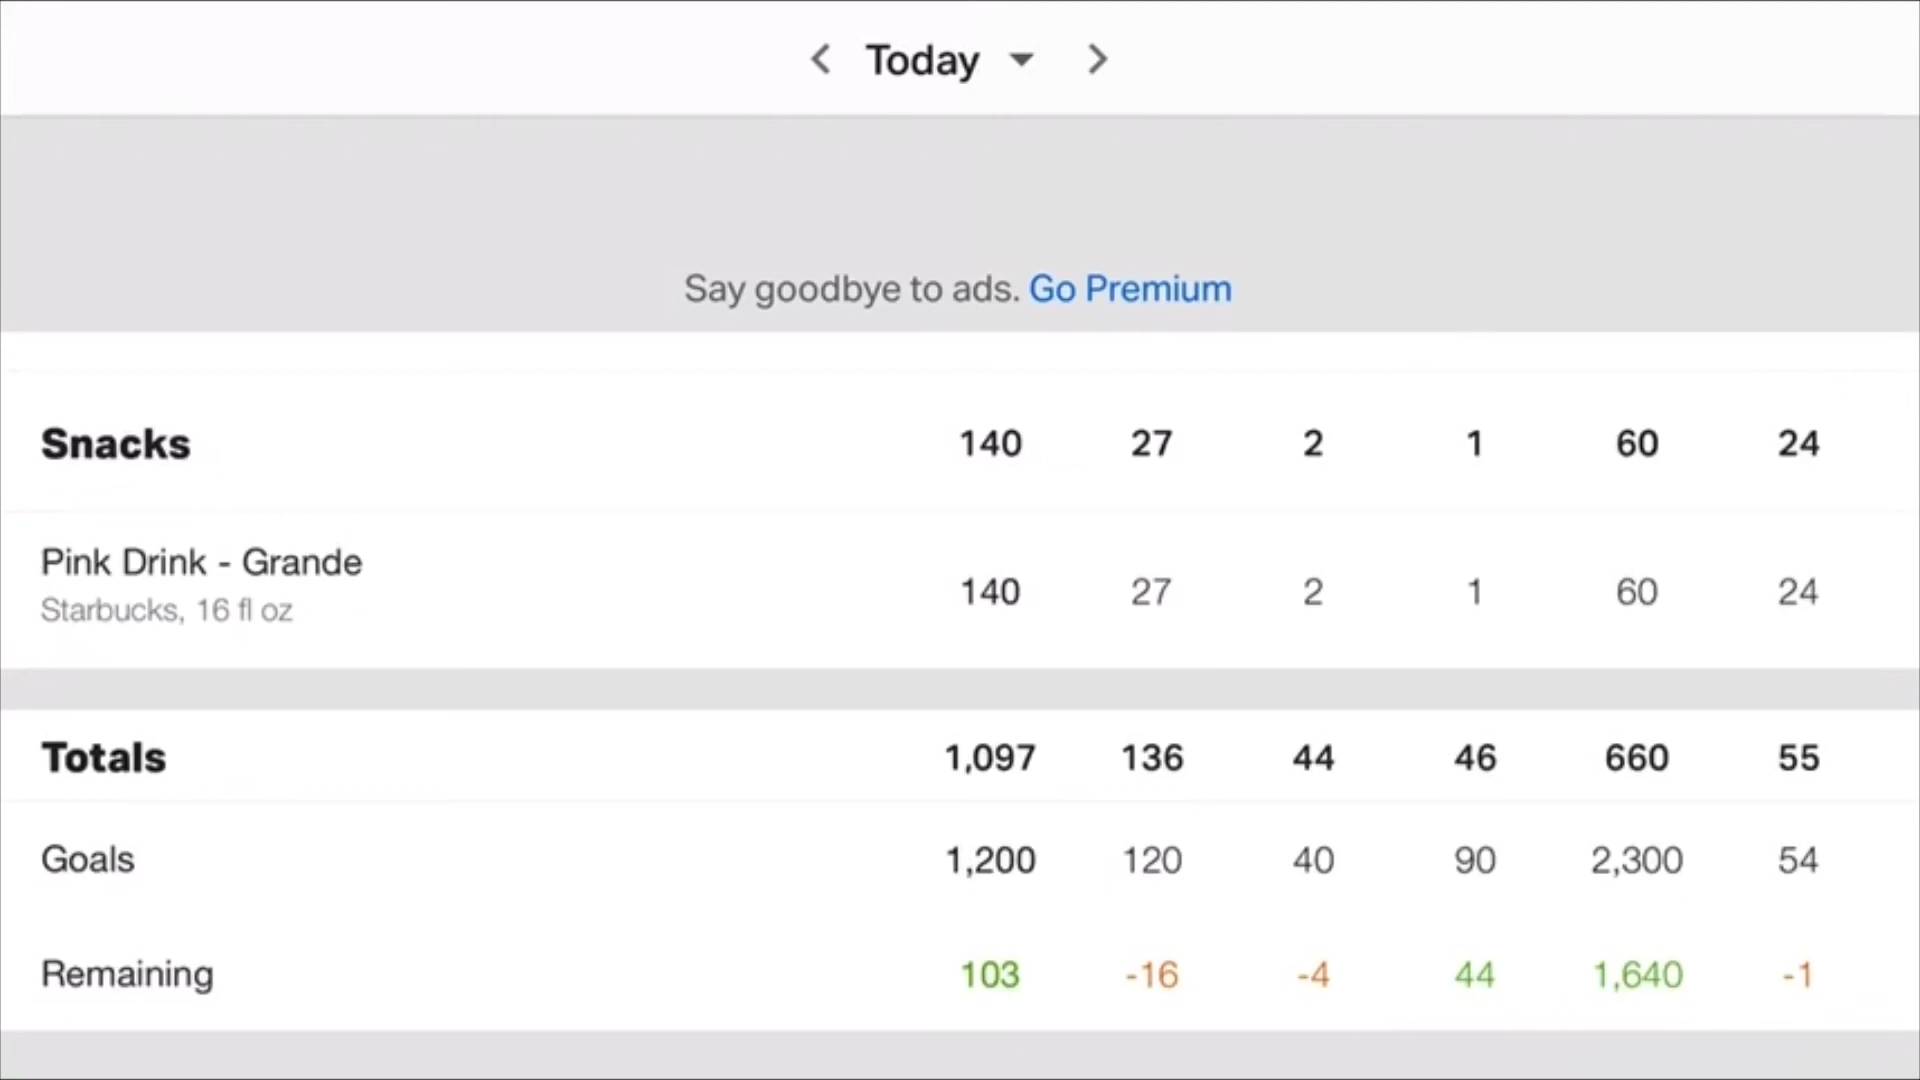 Today
Say goodbye to ads. Go Premium
Snacks 140 27 2 1 60 24
Pink Drink - Grande
Starbucks, 16 fl oz
140 27 2 1 60 24
Totals 1,097 136 44 46 660 55
Goals 1,200 120 40 90 2,300 54
Remaining 103 -16 -4 44 1,640 -1